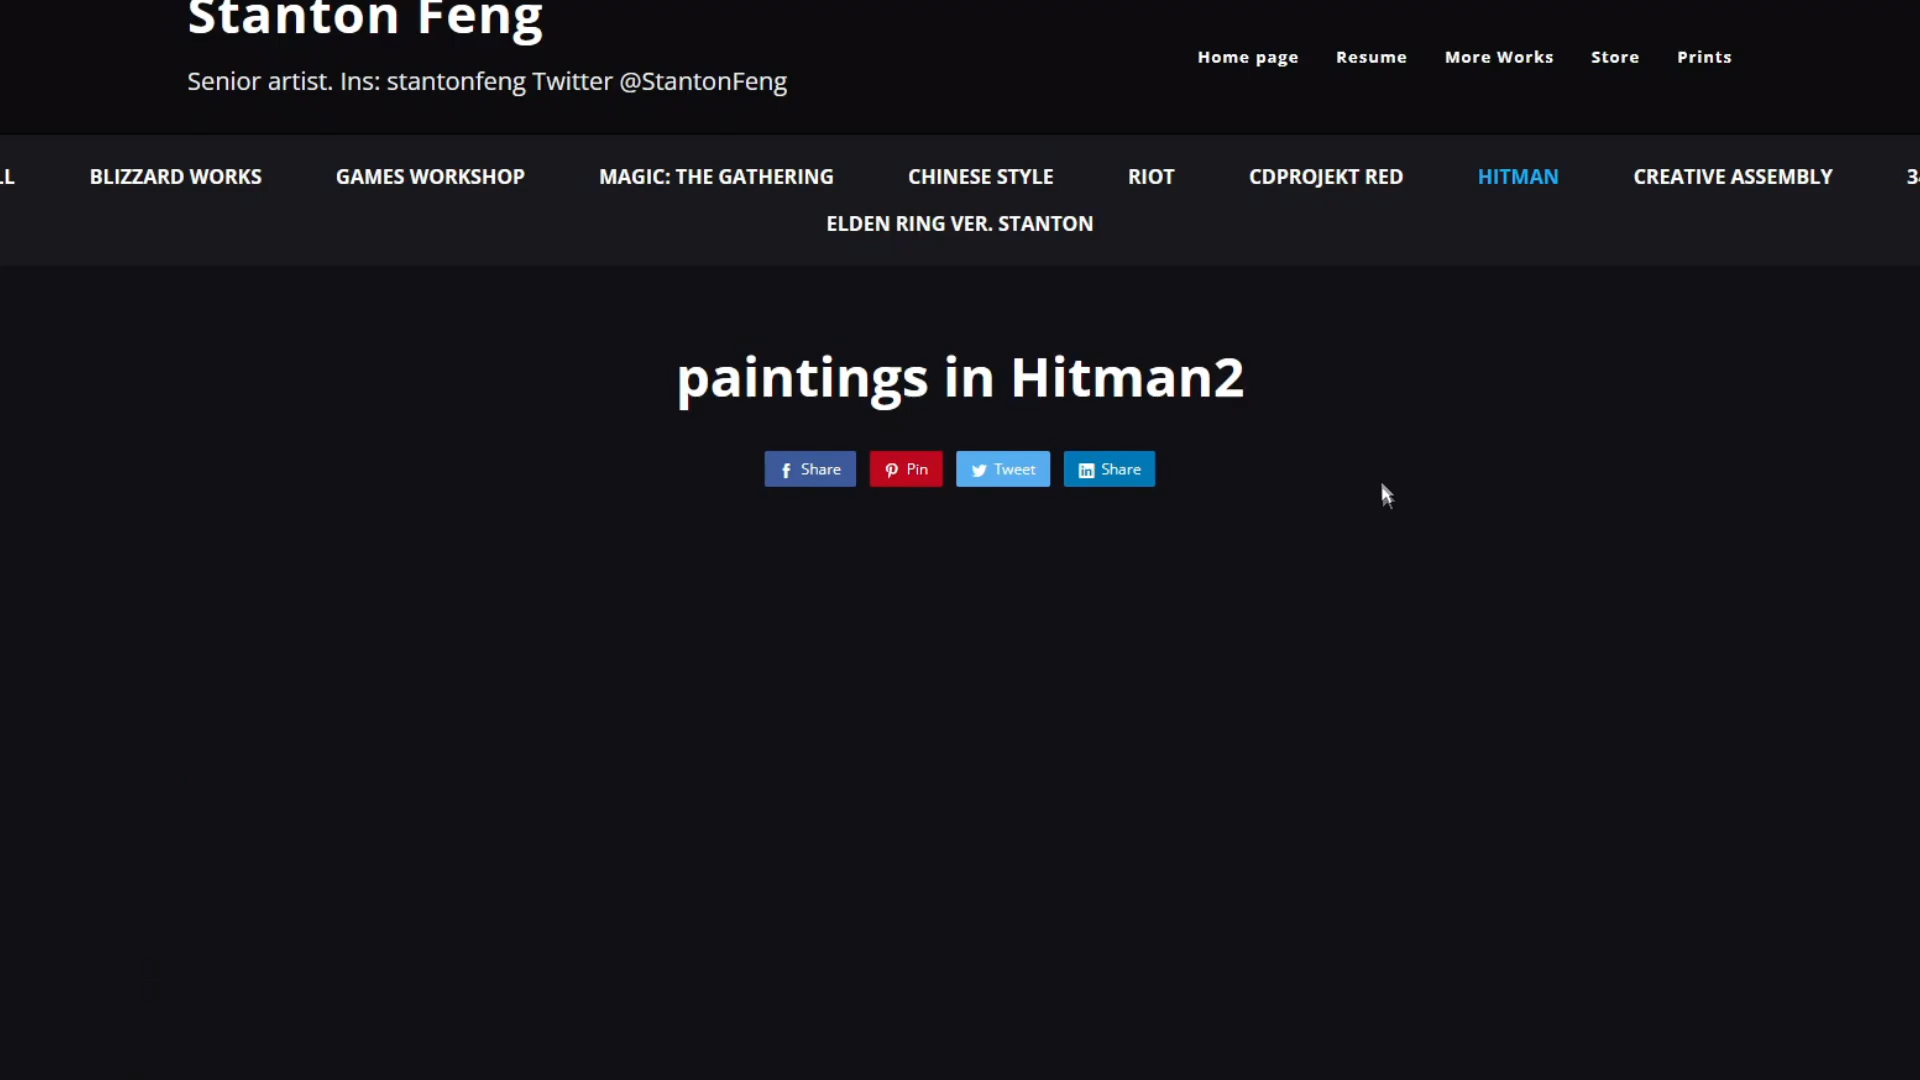 Stanton Feng
Senior artist. Ins: stantonfeng Twitter @StantonFeng
Home page Resume More Works Store Prints
BLIZZARD WORKS GAMES WORKSHOP MAGIC: THE GATHERING CHINESE STYLE RIOT CDPROJEKT RED HITMAN CREATIVE ASSEMBLY
ELDEN RING VER. STANTON
paintings in Hitman2
Share Pin Tweet Share